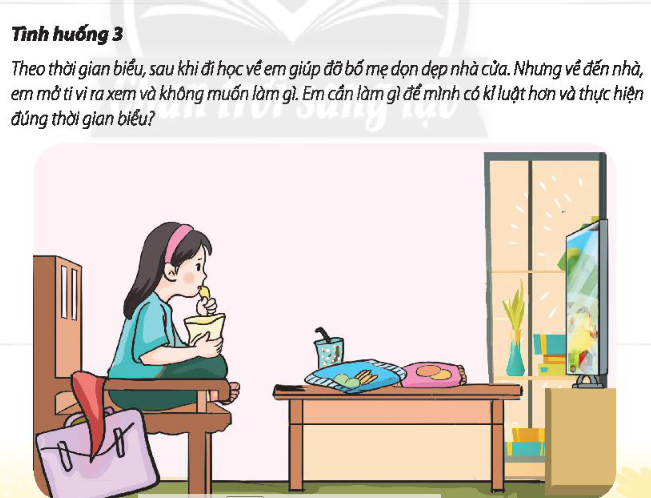 Tình huống 3
Theo thời gian biểu, sau khi đi học về em giúp đỡ bố mẹ dọn dẹp nhà cửa. Nhưng về đến nhà,
em mở ti vi ra xem và không muốn làm gì. Em cần làm gì để mình có kỉ luật hơn và thực hiện
đúng thời gian biểu?